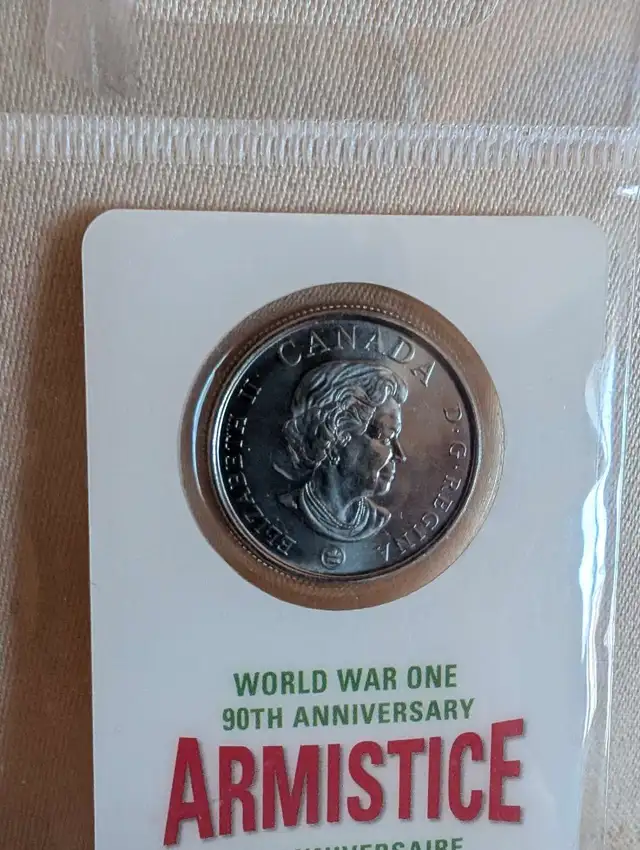 ELIZABETH II CANADA D·G·REGINA
WORLD WAR ONE
90TH ANNIVERSARY
ARMISTICE